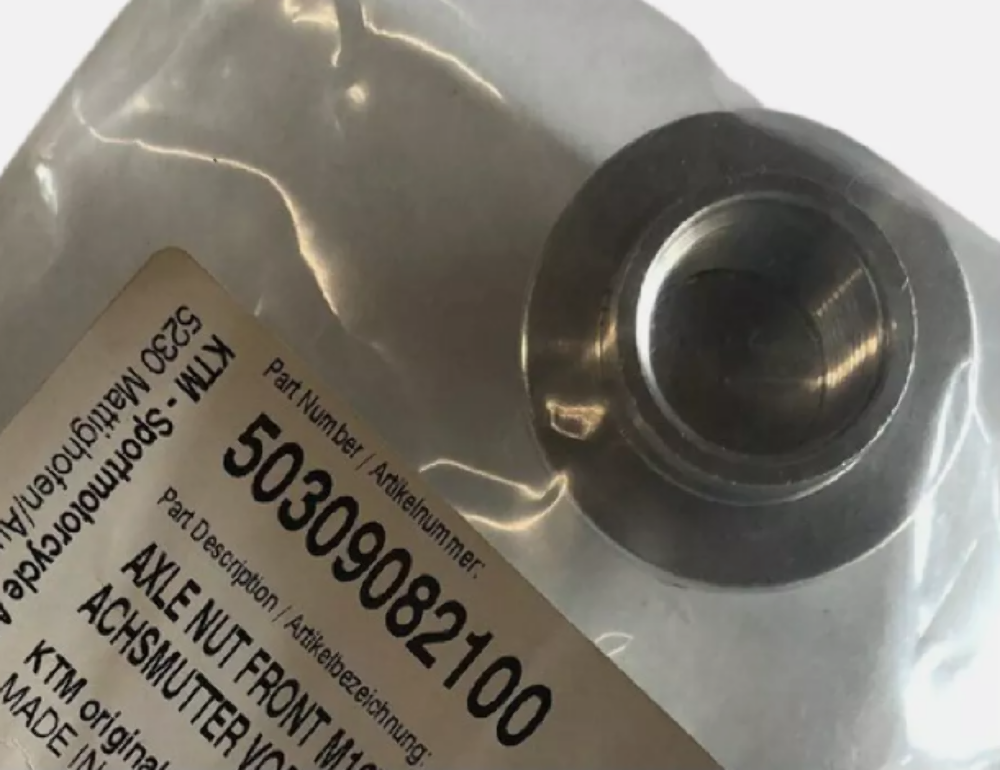 KTM - Sportmotorcycle
5230 Mattighofen/Au
Part Number / Artikelnummer:
50309082100
Part Description / Artikelbezeichnung:
AXLE NUT FRONT
ACHSMUTTER
KTM original
MADE IN